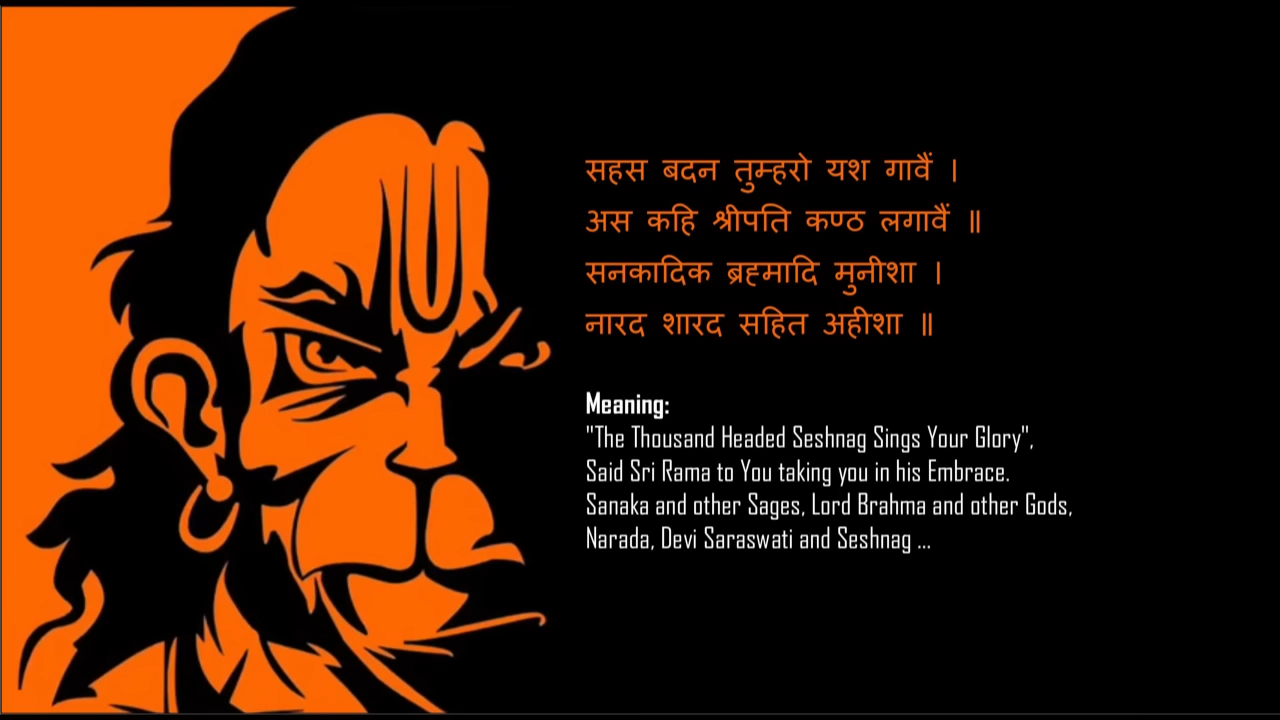 सहस बदन तुम्हरो यश गावैं ।
अस कहि श्रीपति कण्ठ लगावैं ॥
सनकादिक ब्रह्मादि मुनीशा ।
नारद शारद सहित अहीशा ॥
Meaning:
"The Thousand Headed Seshnag Sings Your Glory",
Said Sri Rama to You taking you in his Embrace.
Sanaka and other Sages, Lord Brahma and other Gods,
Narada, Devi Saraswati and Seshnag ...